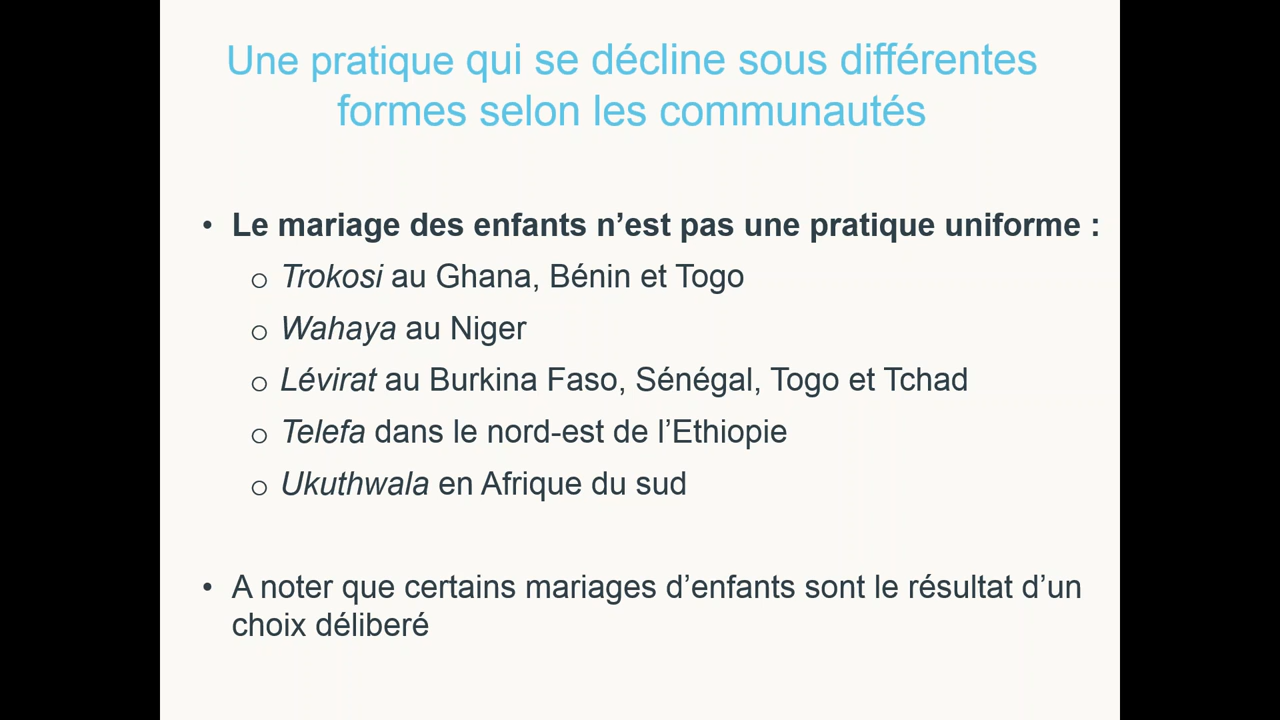 Une pratique qui se décline sous différentes
formes selon les communautés
• Le mariage des enfants n’est pas une pratique uniforme :
o Trokosi au Ghana, Bénin et Togo
o Wahaya au Niger
o Lévirat au Burkina Faso, Sénégal, Togo et Tchad
o Telefa dans le nord-est de l’Ethiopie
o Ukuthwala en Afrique du sud
• A noter que certains mariages d’enfants sont le résultat d’un
choix déliberé